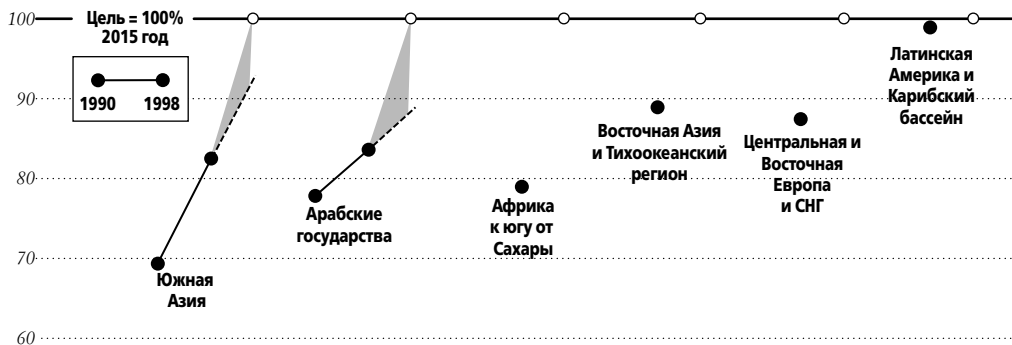 100
Цель = 100%
2015 год
1990 1998
90
80
70
60
Южная
Азия
Арабские
государства
Африка
к югу от
Сахары
Восточная Азия
и Тихоокеанский
регион
Центральная и
Восточная
Европа
и СНГ
Латинская
Америка и
Карибский
бассейн